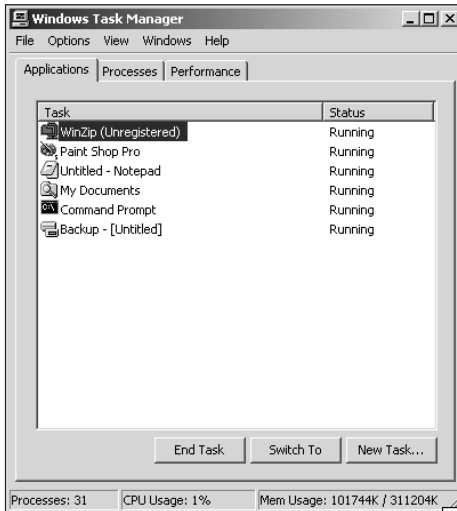 Windows Task Manager
File Options View Windows Help
Applications Processes Performance
Task Status
WinZip (Unregistered) Running
Paint Shop Pro Running
Untitled - Notepad Running
My Documents Running
Command Prompt Running
Backup - [Untitled] Running
End Task Switch To New Task...
Processes: 31 CPU Usage: 1% Mem Usage: 101744K / 311204K